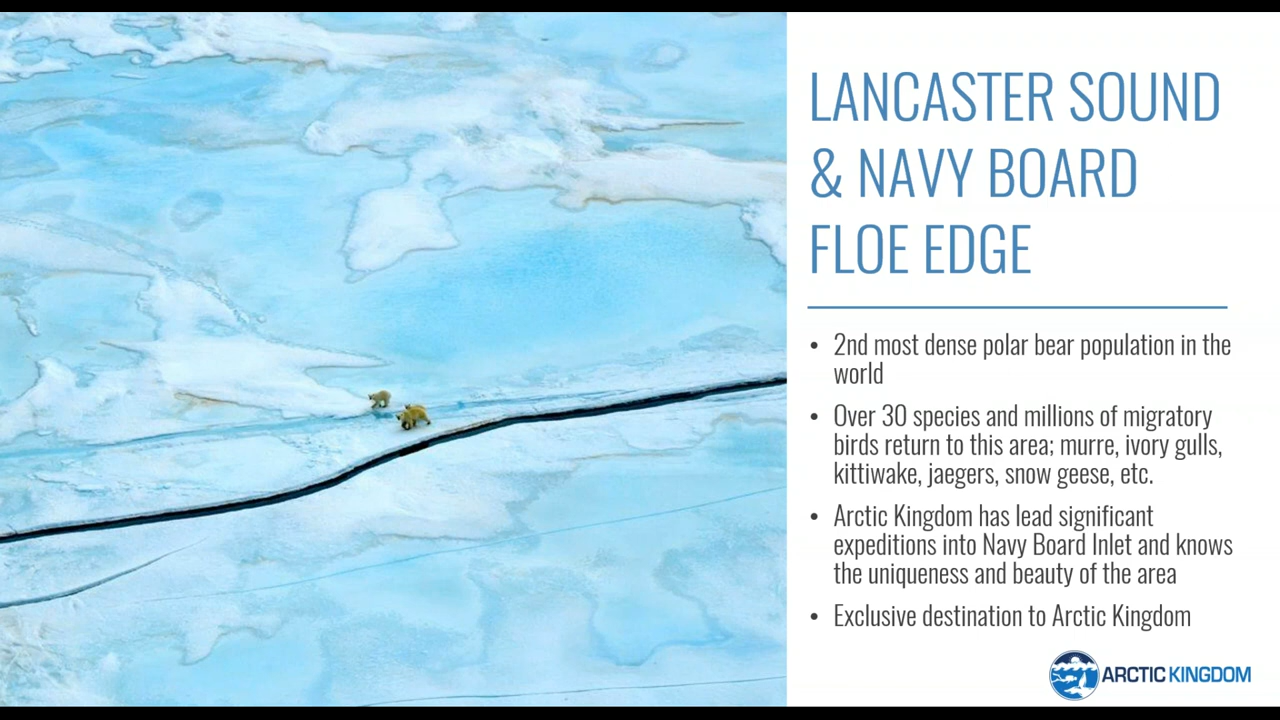 LANCASTER SOUND
& NAVY BOARD
FLOE EDGE
• 2nd most dense polar bear population in the
world
• Over 30 species and millions of migratory
birds return to this area; murre, ivory gulls,
kittiwake, jaegers, snow geese, etc.
• Arctic Kingdom has lead significant
expeditions into Navy Board Inlet and knows
the uniqueness and beauty of the area
• Exclusive destination to Arctic Kingdom
ARCTIC KINGDOM